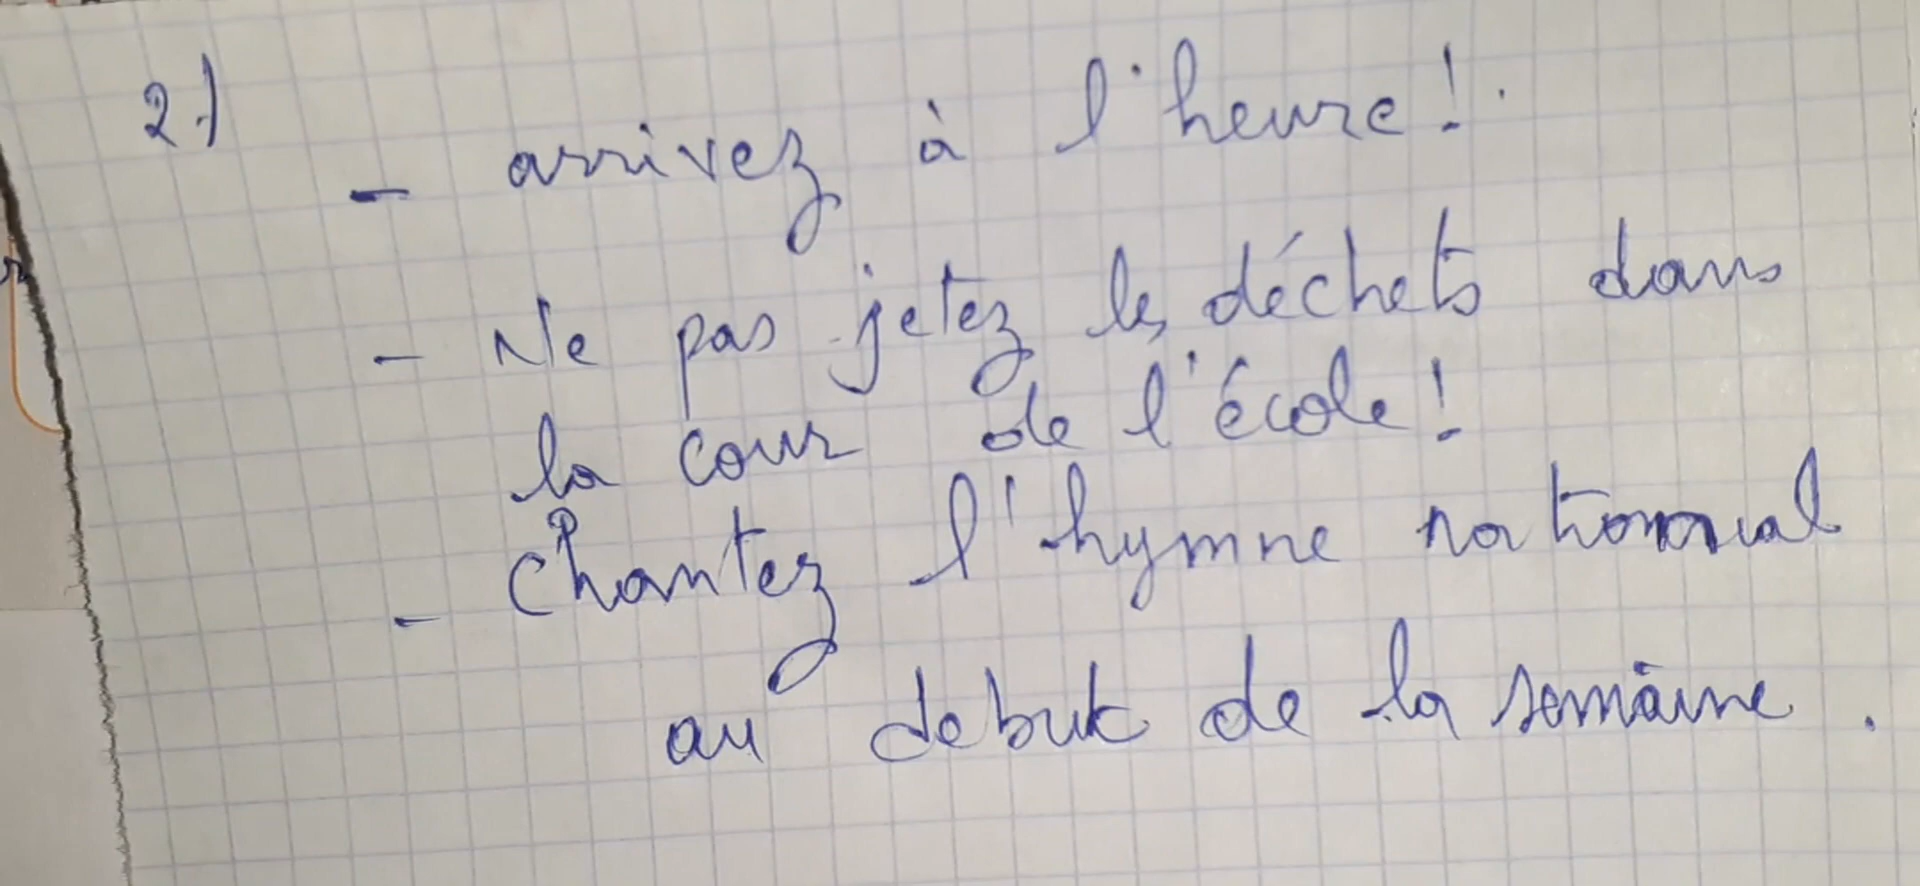 2.)
- arrivez à l'heure !.
- Ne pas jetez les déchets dans
la cour de l'école !
- Chantez l'hymne national
au debut de la semaine .